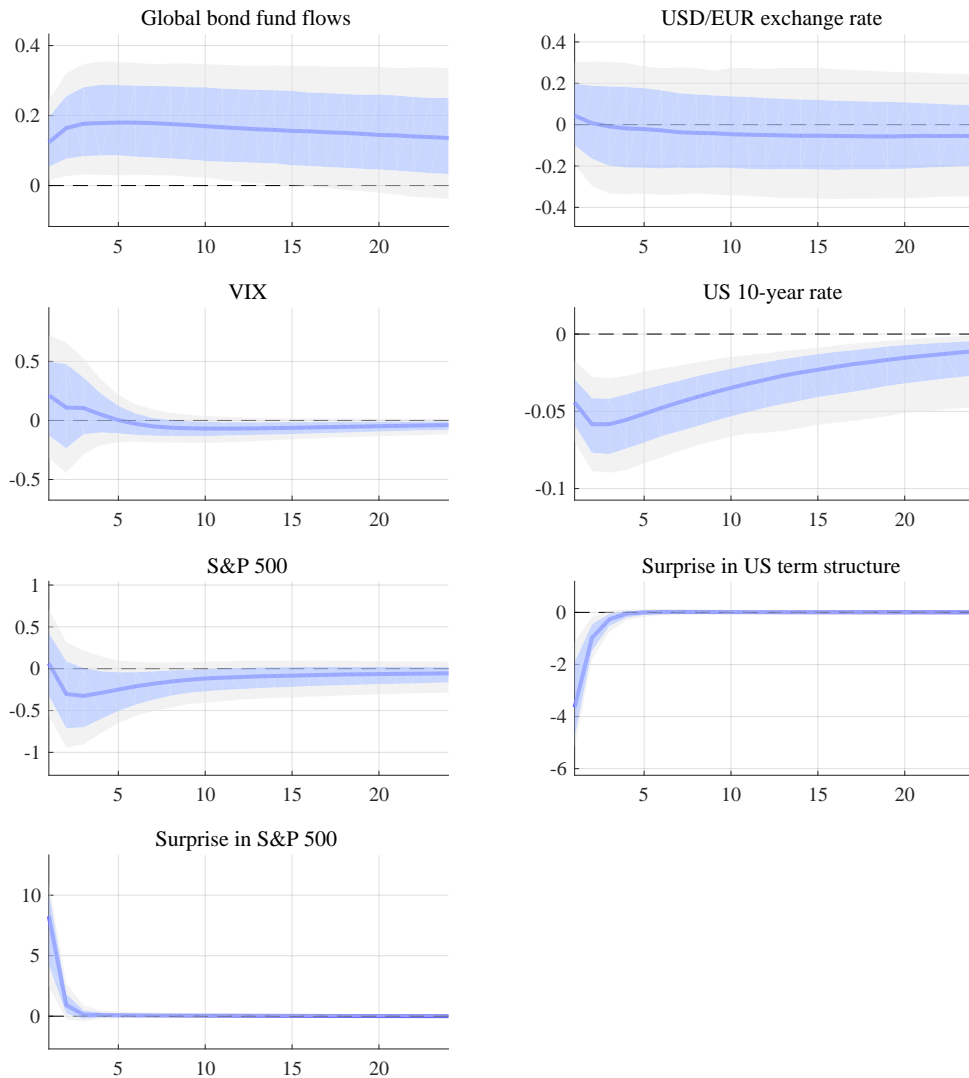 Global bond fund flows
0.4
0.2
0
5 10 15 20
USD/EUR exchange rate
0.4
0.2
0
-0.2
-0.4
5 10 15 20
VIX
0.5
0
-0.5
5 10 15 20
US 10-year rate
0
-0.05
-0.1
5 10 15 20
S&P 500
1
0.5
0
-0.5
-1
5 10 15 20
Surprise in US term structure
0
-2
-4
-6
5 10 15 20
Surprise in S&P 500
10
5
0
5 10 15 20